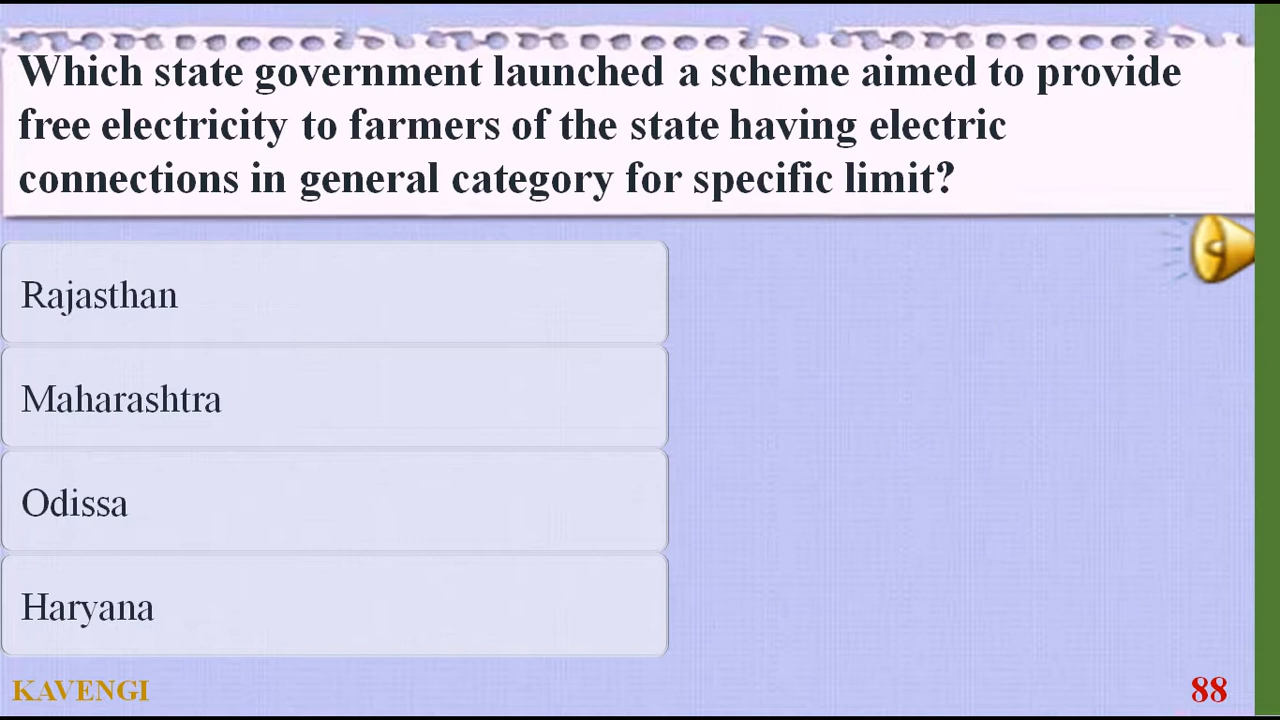 Which state government launched a scheme aimed to provide
free electricity to farmers of the state having electric
connections in general category for specific limit?
Rajasthan
Maharashtra
Odissa
Haryana
KAVENGI
88